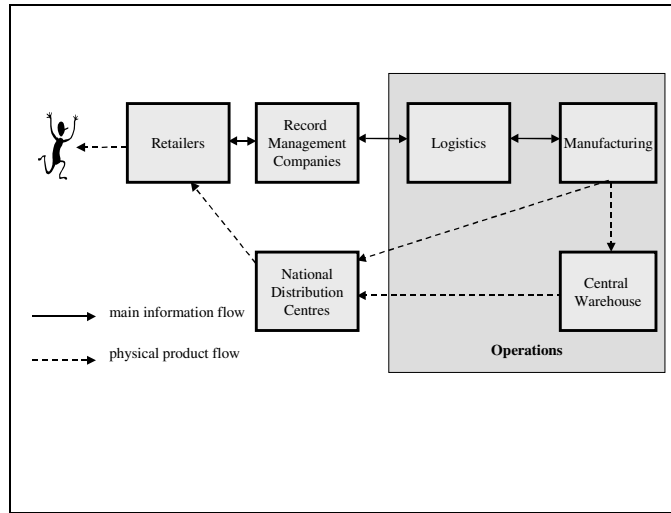 Retailers
Record
Management
Companies
Logistics
Manufacturing
National
Distribution
Centres
Central
Warehouse
main information flow
physical product flow
Operations